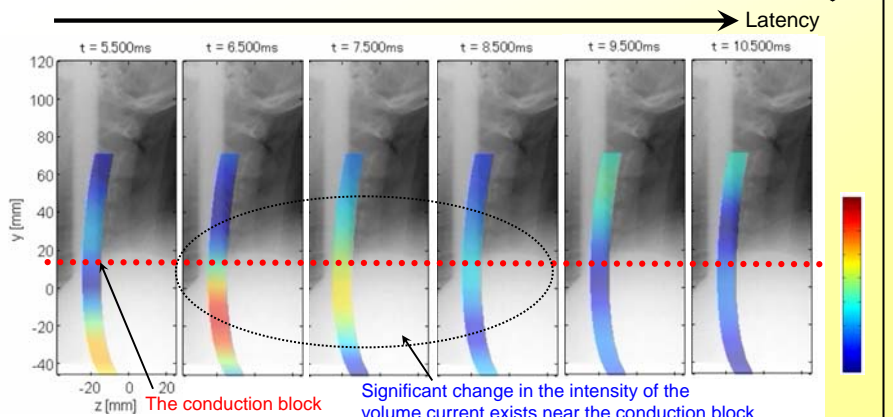 Latency
t = 5.500ms t = 6.500ms t = 7.500ms t = 8.500ms t = 9.500ms t = 10.500ms
120
100
80
60
40
20
0
-20
-40
y [mm]
-20 0 20
z [mm]
The conduction block
Significant change in the intensity of the
volume current exists near the conduction block